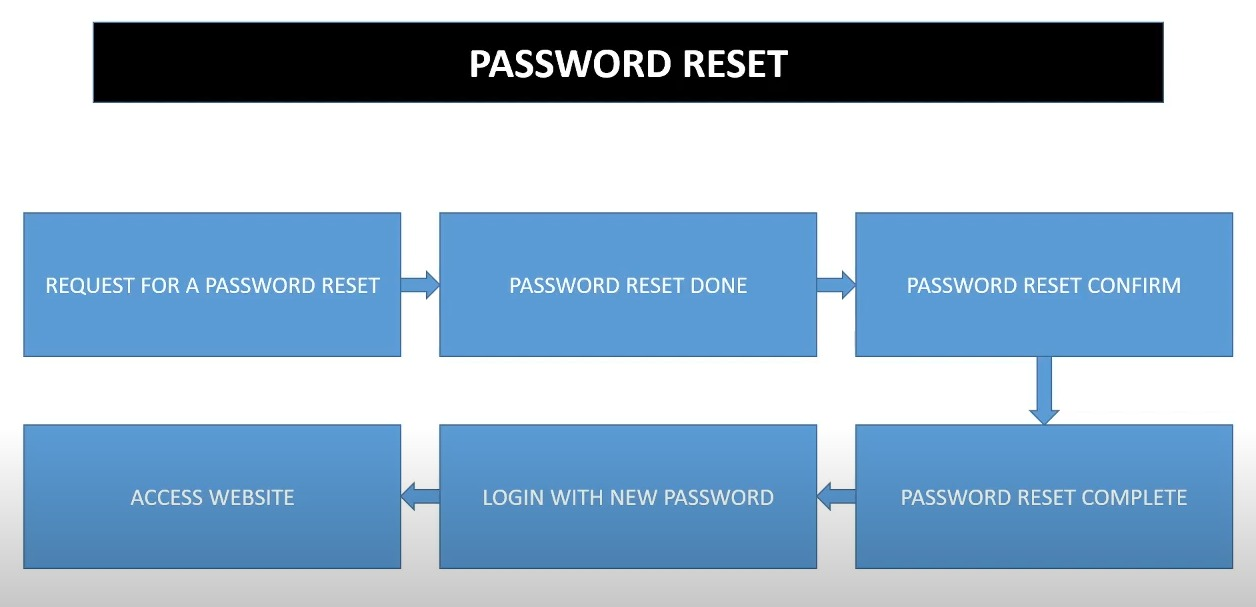 PASSWORD RESET
REQUEST FOR A PASSWORD RESET
PASSWORD RESET DONE
PASSWORD RESET CONFIRM
PASSWORD RESET COMPLETE
LOGIN WITH NEW PASSWORD
ACCESS WEBSITE